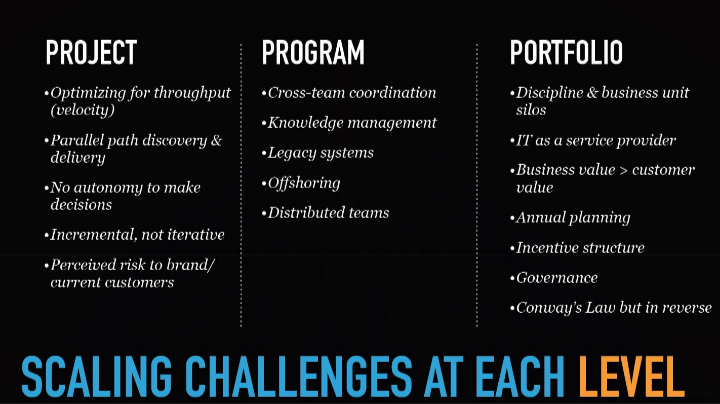 PROJECT
•Optimizing for throughput
(velocity)
•Parallel path discovery &
delivery
•No autonomy to make
decisions
•Incremental, not iterative
•Perceived risk to brand/
current customers
PROGRAM
•Cross-team coordination
•Knowledge management
•Legacy systems
•Offshoring
•Distributed teams
PORTFOLIO
•Discipline & business unit
silos
•IT as a service provider
•Business value > customer
value
•Annual planning
•Incentive structure
•Governance
•Conway's Law but in reverse
SCALING CHALLENGES AT EACH LEVEL